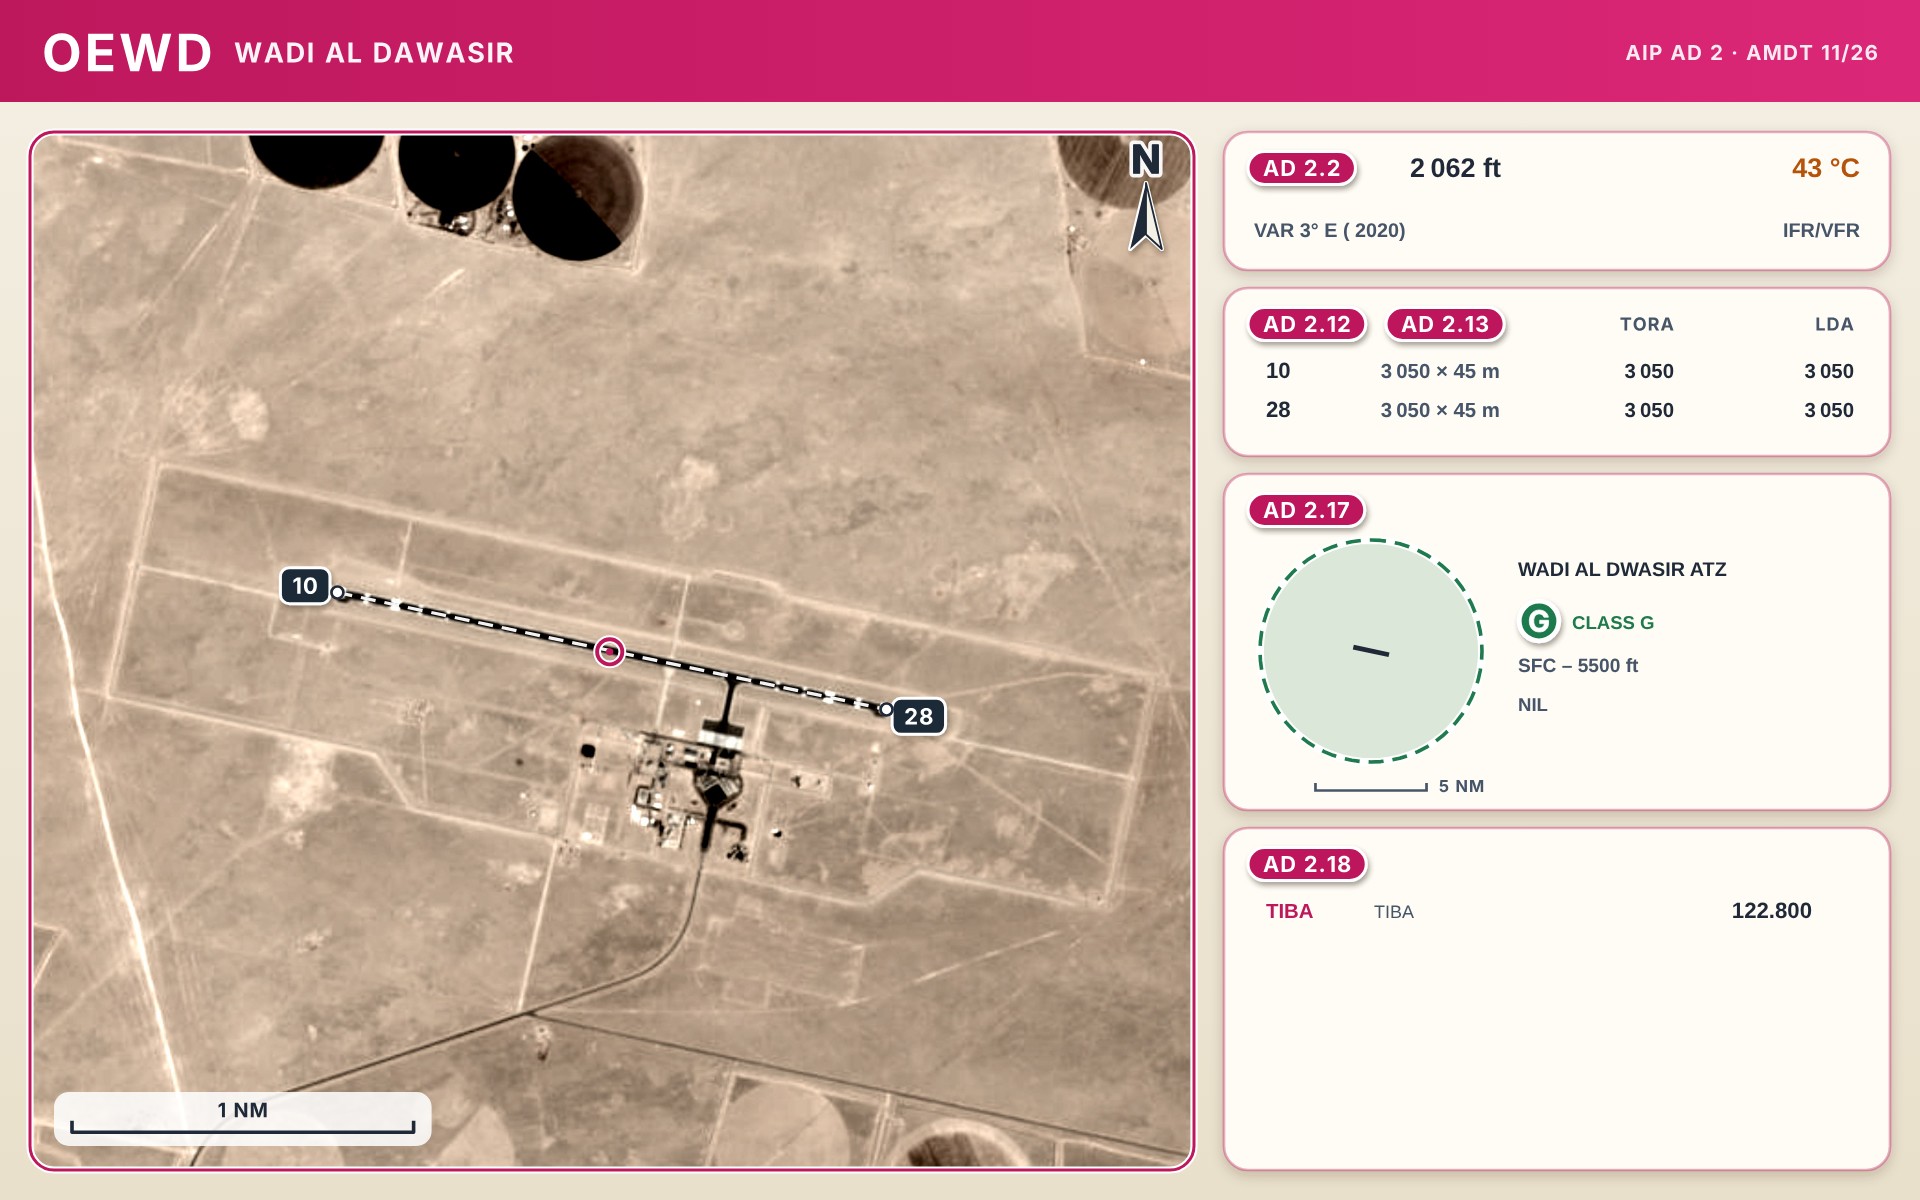 OEWD WADI AL DAWASIR
AIP AD 2 · AMDT 11/26
N
10
28
1 NM
AD 2.2 2 062 ft 43 °C
VAR 3° E ( 2020) IFR/VFR
AD 2.12 AD 2.13 TORA LDA
10 3 050 × 45 m 3 050 3 050
28 3 050 × 45 m 3 050 3 050
AD 2.17
WADI AL DWASIR ATZ
G CLASS G
SFC – 5500 ft
NIL
5 NM
AD 2.18
TIBA TIBA 122.800